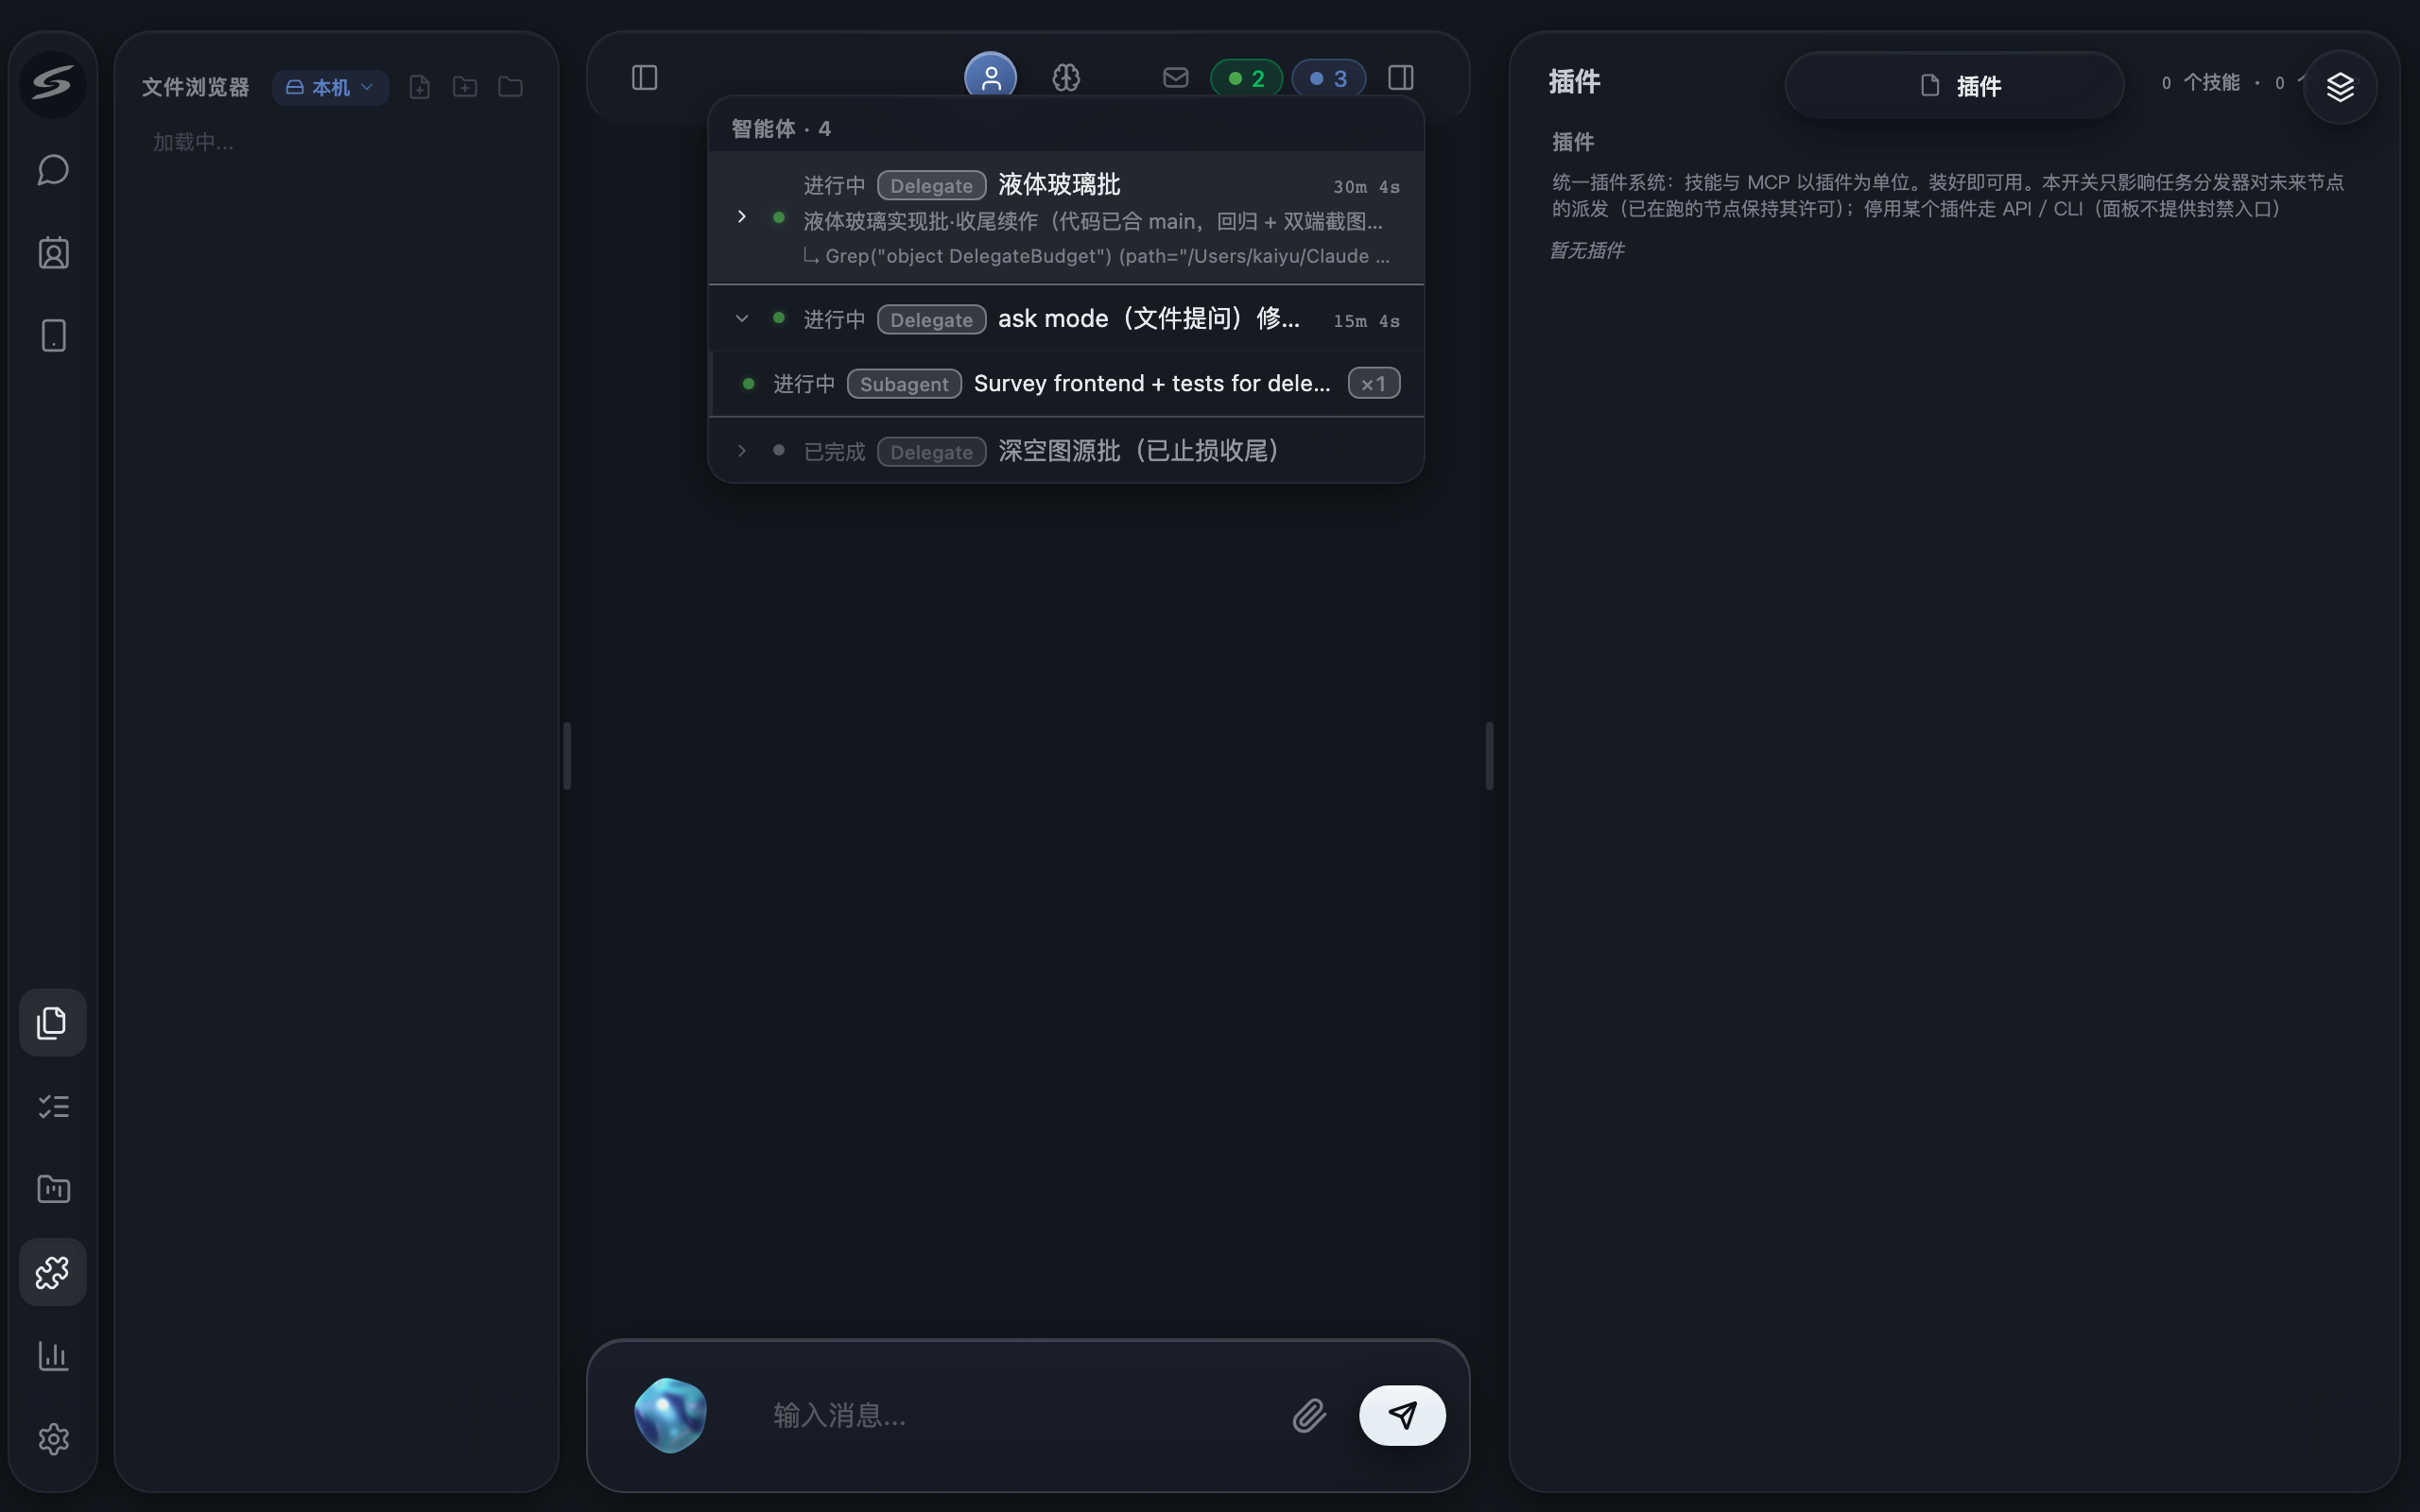 文件浏览器
本机
加载中...
2
3
智能体 · 4
进行中 Delegate 液体玻璃批 30m 4s
液体玻璃实现批·收尾续作（代码已合 main，回归 + 双端截图...
Grep("object DelegateBudget") (path="/Users/kaiyu/Claude ...
进行中 Delegate ask mode（文件提问）修... 15m 4s
进行中 Subagent Survey frontend + tests for dele... ×1
已完成 Delegate 深空图源批（已止损收尾）
输入消息...
插件
插件
0 个技能 · 0 个
插件
统一插件系统：技能与 MCP 以插件为单位。装好即可用。本开关只影响任务分发器对未来节点
的派发（已在跑的节点保持其许可）；停用某个插件走 API / CLI（面板不提供封禁入口）
暂无插件